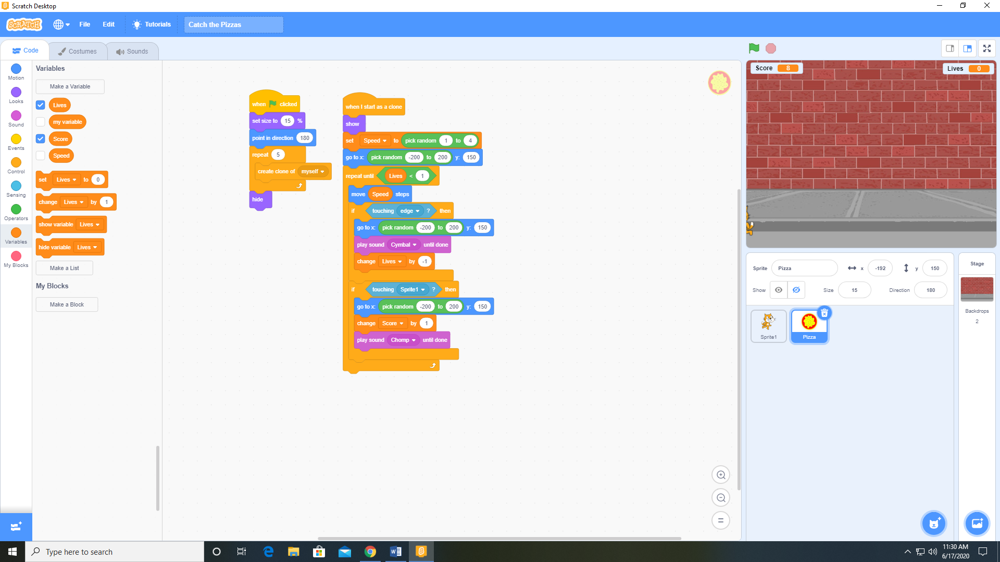 Scratch Desktop
SCRATCH
File
Edit
Tutorials
Catch the Pizzas
Code
Costumes
Sounds
Motion
Looks
Sound
Events
Control
Sensing
Operators
Variables
My Blocks
Variables
Make a Variable
Lives
my variable
Score
Speed
set Lives to 0
change Lives by 1
show variable Lives
hide variable Lives
Make a List
My Blocks
Make a Block
when clicked
set size to 15 %
point in direction 180
repeat 5
create clone of myself
hide
when I start as a clone
show
set Speed to pick random 1 to 4
go to x: pick random -200 to 200 y: 150
repeat until Lives < 1
move Speed steps
if touching edge ? then
go to x: pick random -200 to 200 y: 150
play sound Cymbal until done
change Lives by -1
if touching Sprite1 ? then
go to x: pick random -200 to 200 y: 150
change Score by 1
play sound Chomp until done
Score 8
Lives 0
Sprite Pizza x -192 y 150
Show Size 15 Direction 180
Sprite1
Pizza
Stage
Backdrops
2
Type here to search
11:30 AM
6/17/2020